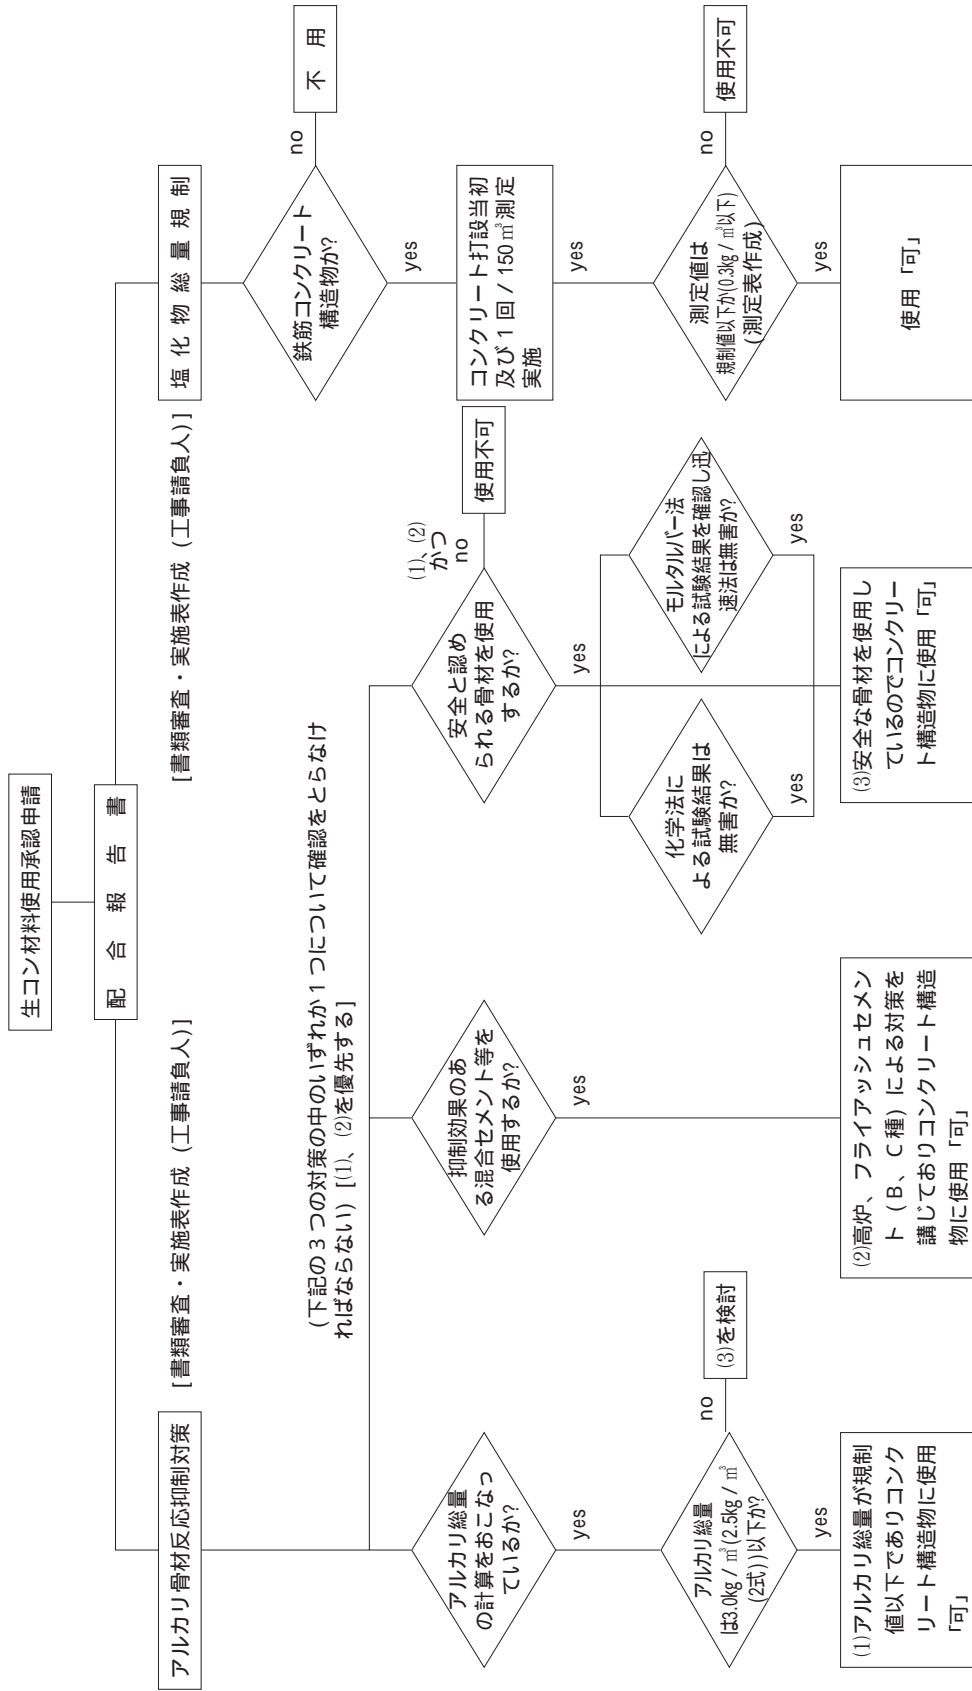 生コン材料使用承認申請
配合報告書
アルカリ骨材反応抑制対策
[書類審査・実施表作成(工事請負人)]
[書類審査・実施表作成(工事請負人)]
塩化物総量規制
(下記の3つの対策の中のいずれか1つについて確認をとらなけ
ればならない)[(1)、(2)を優先する]
アルカリ総量
の計算をおこなっ
ているか?
yes
アルカリ総量
は3.0kg/㎥(2.5kg/㎥
(2式))以下か?
no
(3)を検討
yes
(1)アルカリ総量が規制
値以下でありコンク
リート構造物に使用
「可」
抑制効果のあ
る混合セメント等を
使用するか?
yes
(2)高炉、フライアッシュセメン
ト(B、C種)による対策を
講じておりコンクリート構造
物に使用「可」
安全と認め
られる骨材を使用
するか?
(1)、(2)
かつ
no
使用不可
yes
化学法に
よる試験結果は
無害か?
yes
モルタルバー法
による試験結果を確認し迅
速法は無害か?
yes
(3)安全な骨材を使用し
ているのでコンクリー
ト構造物に使用「可」
鉄筋コンクリート
構造物か?
no
不用
yes
コンクリート打設当初
及び1回/150㎥測定
実施
yes
測定値は
規制値以下か(0.3kg/㎥以下)
(測定表作成)
no
使用不可
yes
使用「可」